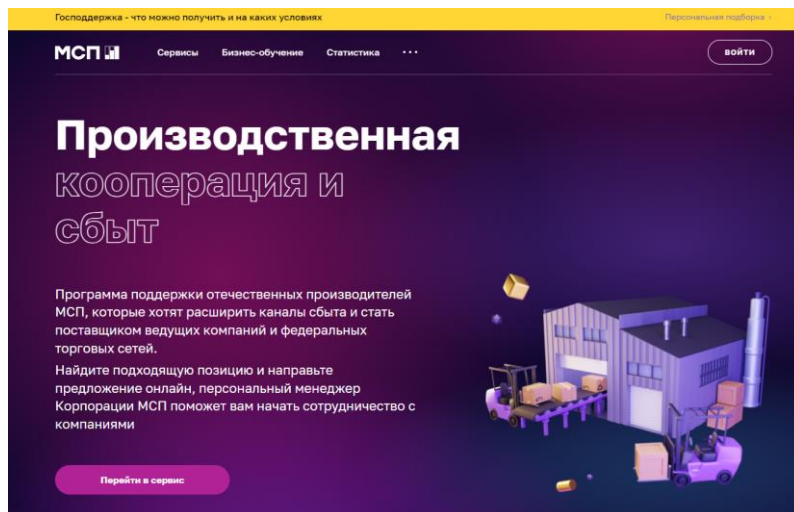 Господдержка - что можно получить и на каких условиях
Персональная подборка ›
МСП
Сервисы
Бизнес-обучение
Статистика
...
войти
Производственная
кооперация и
сбыт
Программа поддержки отечественных производителей
МСП, которые хотят расширить каналы сбыта и стать
поставщиком ведущих компаний и федеральных
торговых сетей.
Найдите подходящую позицию и направьте
предложение онлайн, персональный менеджер
Корпорации МСП поможет вам начать сотрудничество с
компаниями
Перейти в сервис